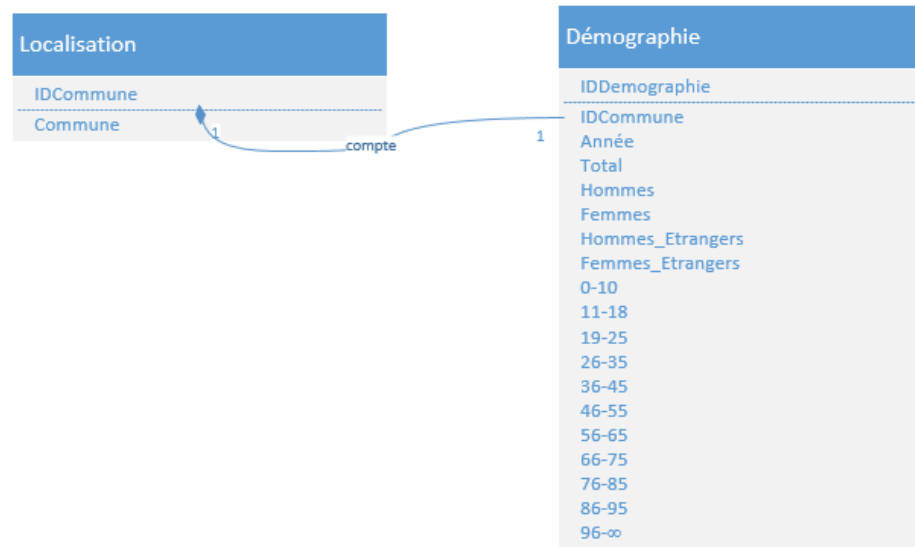 Localisation
IDCommune
Commune
1
compte
1
Démographie
IDDemographie
IDCommune
Année
Total
Hommes
Femmes
Hommes_Etrangers
Femmes_Etrangers
0-10
11-18
19-25
26-35
36-45
46-55
56-65
66-75
76-85
86-95
96-∞